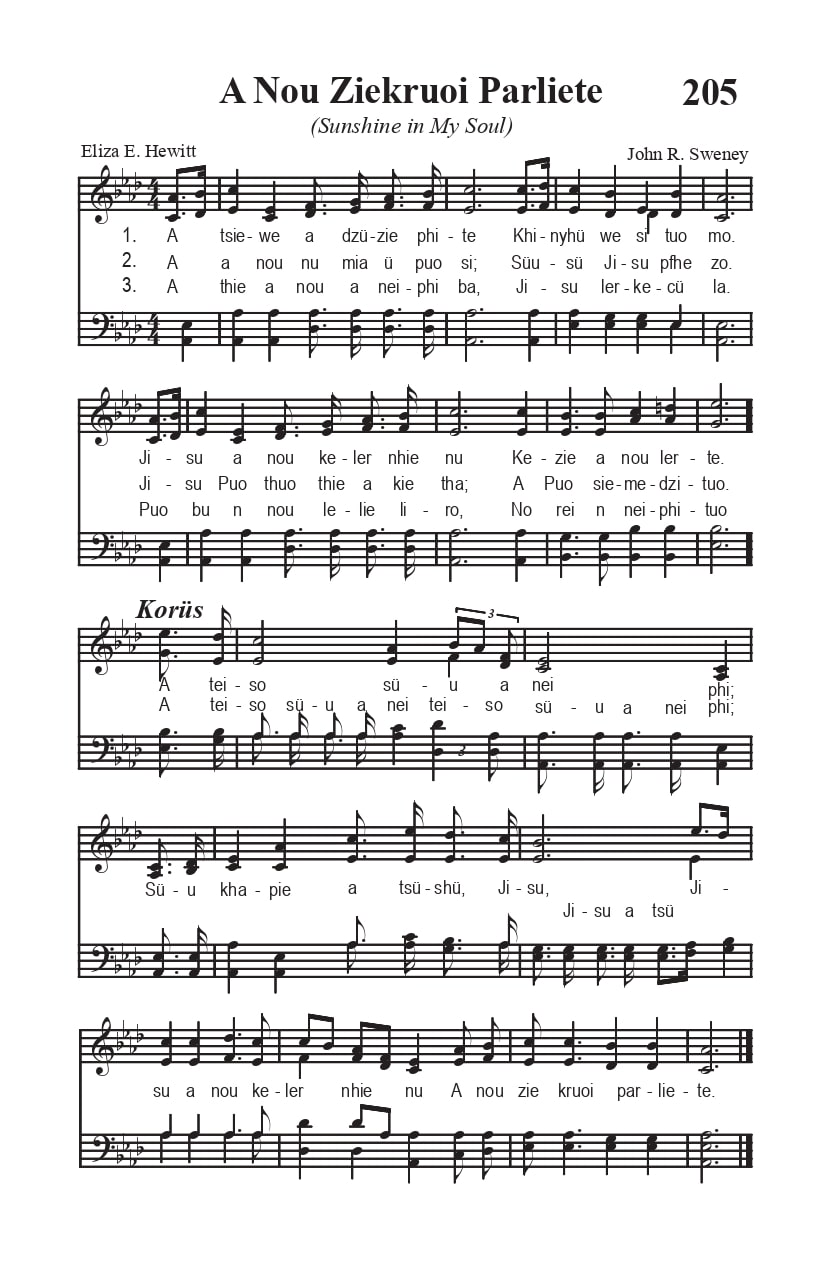 A Nou Ziekruoi Parliete 205
(Sunshine in My Soul)
Eliza E. Hewitt John R. Sweney
1. A tsie- we a dzü- zie phi - te Khi- nyhü we si tuo mo.
2. A a nou nu mia ü puo si; Süu - sü Ji - su pfhe zo.
3. A thie a nou a nei - phi ba, Ji - su ler - ke - cü la.
Ji - su a nou ke- ler nhie nu Ke - zie a nou ler - te.
Ji - su Puo thuo thie a kie tha; A Puo sie- me - dzi - tuo.
Puo bu n nou le - lie li - ro, No rei n nei - phi - tuo
Korüs
3
A tei - so sü - u a nei phi;
A tei - so sü - u a nei tei - so sü - u a nei phi;
3
Sü - u kha - pie a tsü - shü, Ji - su, Ji -
Ji - su a tsü
su a nou ke - ler nhie nu A nou zie kruoi par - lie - te.